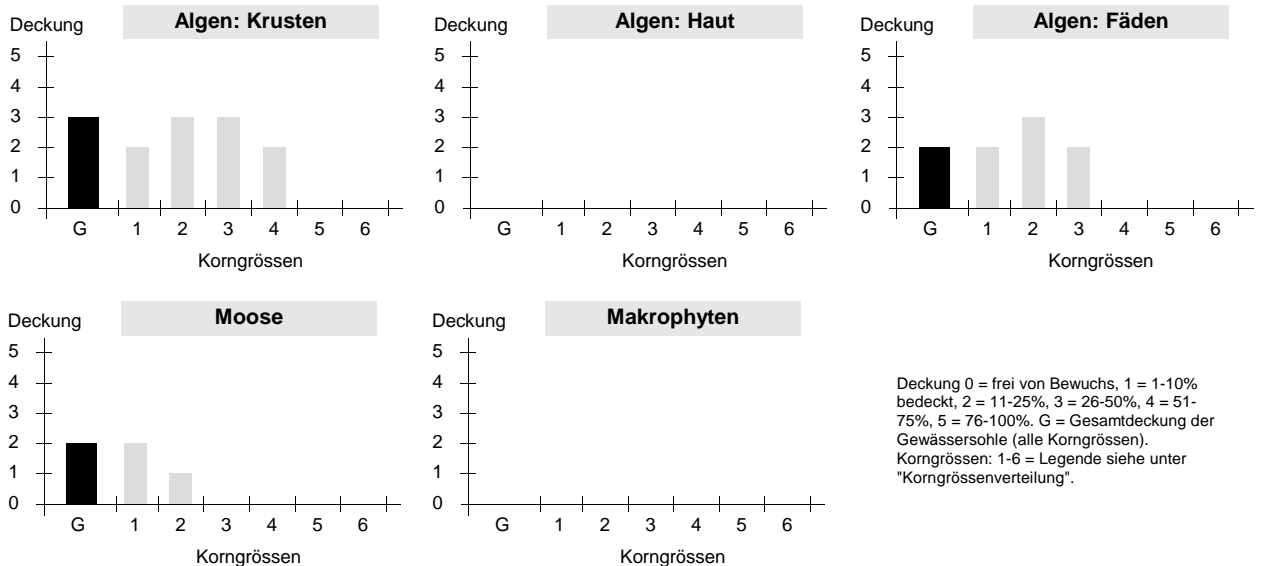 Deckung
Algen: Krusten
5
4
3
2
1
0
G 1 2 3 4 5 6
Korngrössen
Deckung
Algen: Haut
5
4
3
2
1
0
G 1 2 3 4 5 6
Korngrössen
Deckung
Algen: Fäden
5
4
3
2
1
0
G 1 2 3 4 5 6
Korngrössen
Deckung
Moose
5
4
3
2
1
0
G 1 2 3 4 5 6
Korngrössen
Deckung
Makrophyten
5
4
3
2
1
0
G 1 2 3 4 5 6
Korngrössen
Deckung 0 = frei von Bewuchs, 1 = 1-10%
bedeckt, 2 = 11-25%, 3 = 26-50%, 4 = 51-
75%, 5 = 76-100%. G = Gesamtdeckung der
Gewässersohle (alle Korngrössen).
Korngrössen: 1-6 = Legende siehe unter
"Korngrössenverteilung".